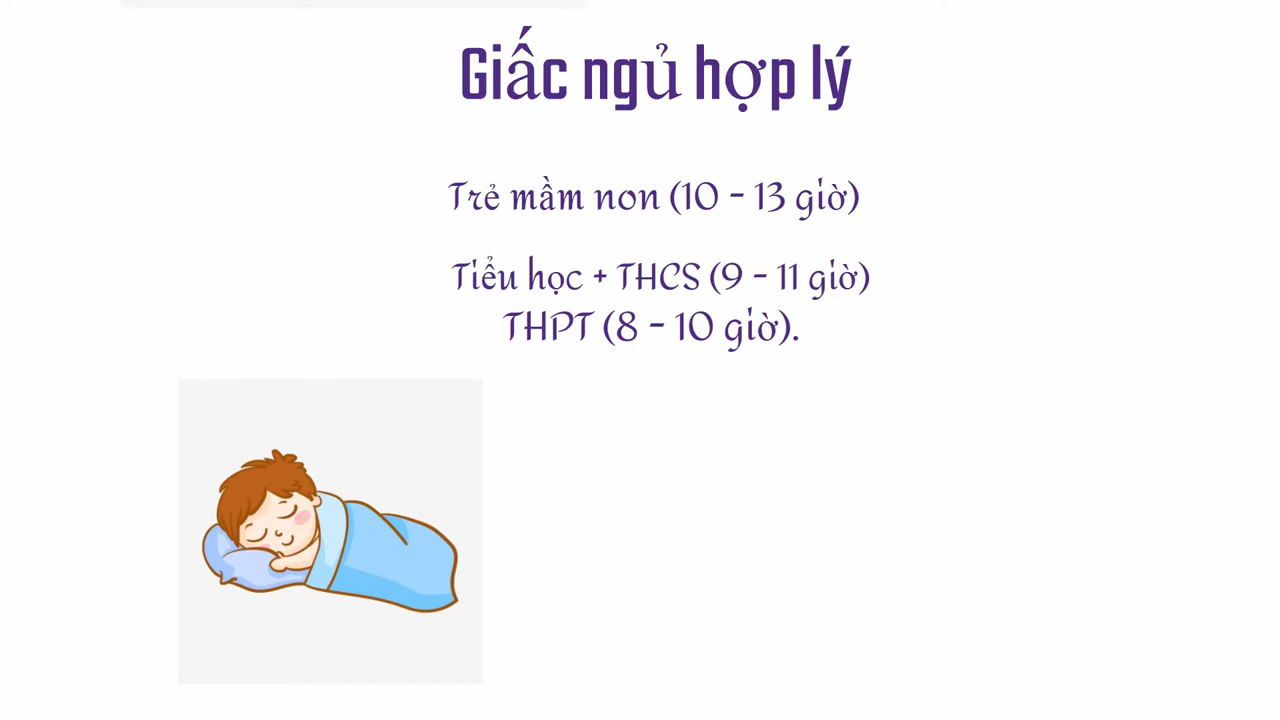 Giấc ngủ hợp lý
Trẻ mầm non (10 - 13 giờ)
Tiểu học + THCS (9 - 11 giờ)
THPT (8 - 10 giờ).